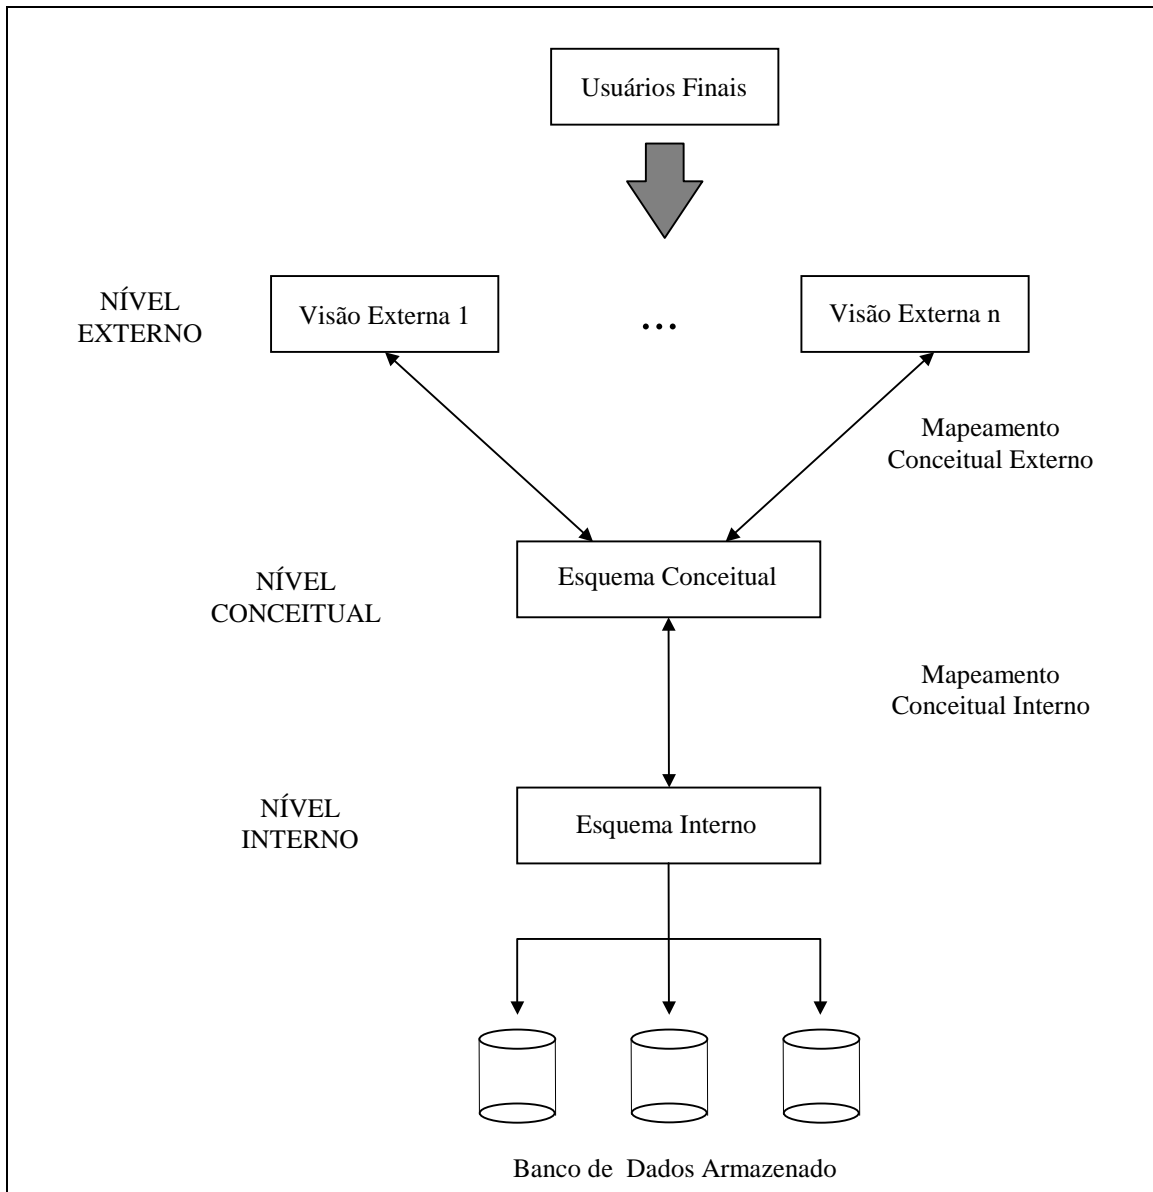 Usuários Finais
NÍVEL
EXTERNO
Visão Externa 1
...
Visão Externa n
Mapeamento
Conceitual Externo
NÍVEL
CONCEITUAL
Esquema Conceitual
Mapeamento
Conceitual Interno
NÍVEL
INTERNO
Esquema Interno
Banco de Dados Armazenado